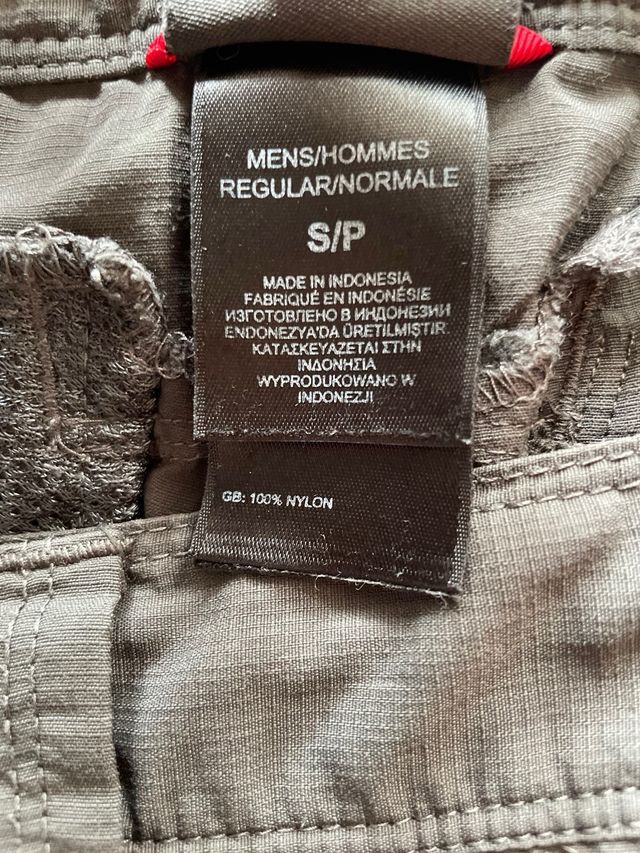 MENS/HOMMES
REGULAR/NORMALE
S/P
MADE IN INDONESIA
FABRIQUÉ EN INDONÉSIE
ИЗГОТОВЛЕНО В ИНДОНЕЗИИ
ENDONEZYA'DA ÜRETILMIŞTIR.
ΚΑΤΑΣΚΕΥΑΖΕΤΑΙ ΣΤΗΝ
ΙΝΔΟΝΗΣΙΑ
WYPRODUKOWANO W
INDONEZJI
GB: 100% NYLON